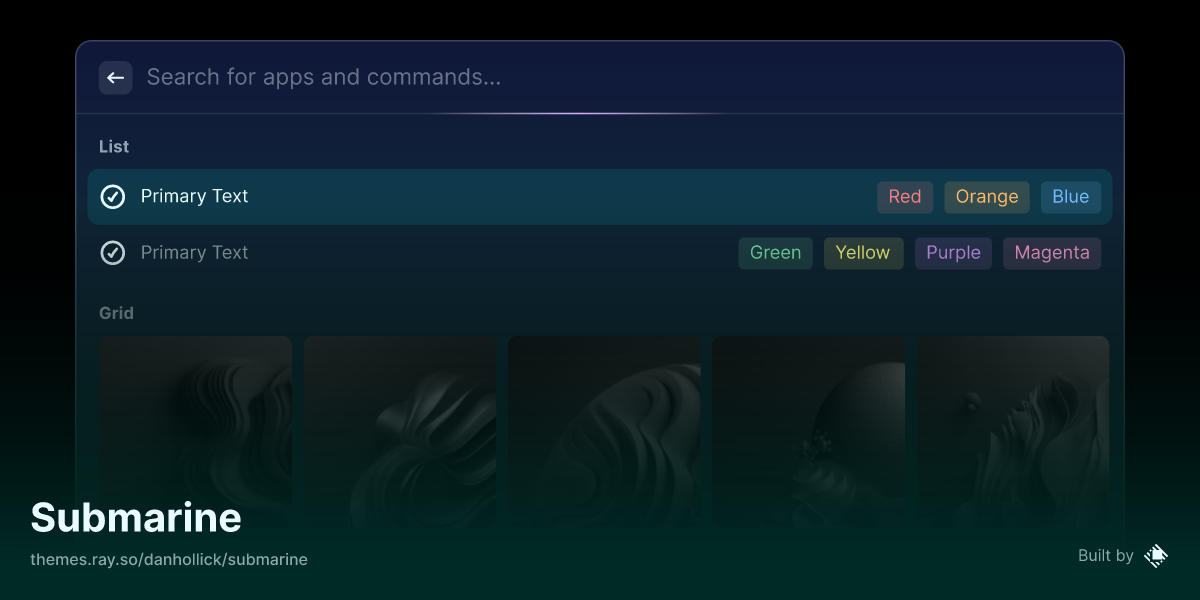 Search for apps and commands...
List
Primary Text Red Orange Blue
Primary Text Green Yellow Purple Magenta
Grid
Submarine
themes.ray.so/danhollick/submarine
Built by